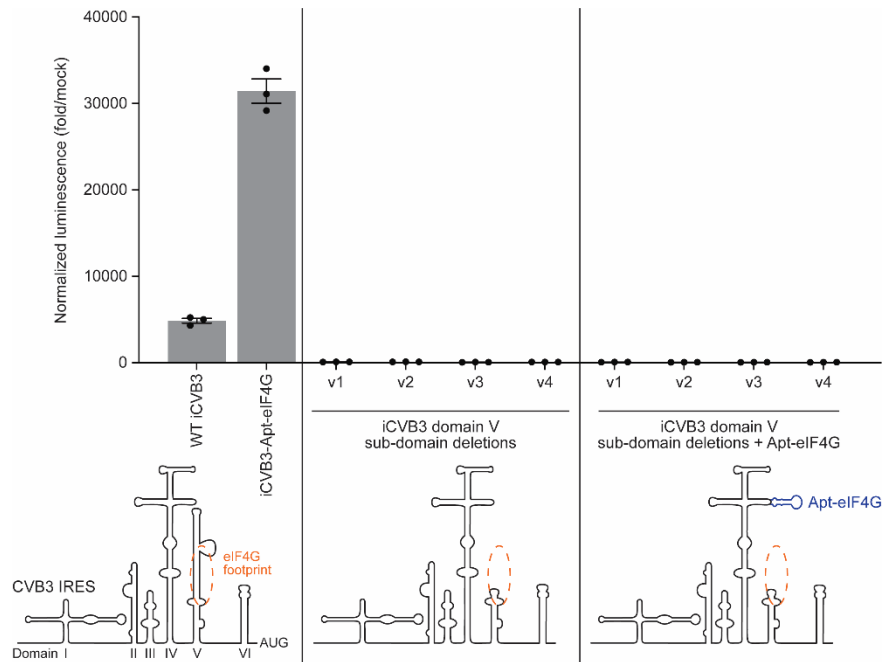 40000
30000
20000
10000
0
Normalized luminescence (fold/mock)
WT iCVB3
iCVB3-Apt-eIF4G
v1 v2 v3 v4
iCVB3 domain V
sub-domain deletions
v1 v2 v3 v4
iCVB3 domain V
sub-domain deletions + Apt-eIF4G
eIF4G
footprint
CVB3 IRES
Domain I II III IV V VI AUG
Apt-eIF4G